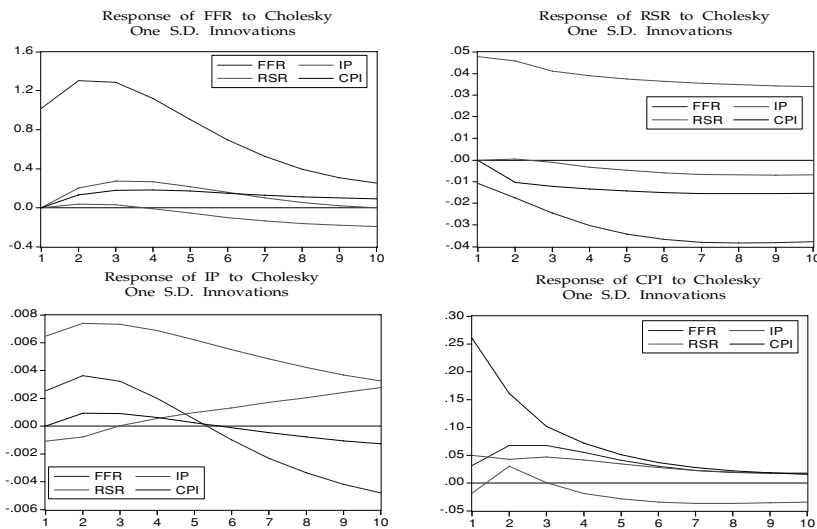 Response of FFR to Cholesky
One S.D. Innovations
1.6
1.2
0.8
0.4
0.0
-0.4
FFR IP
RSR CPI
1 2 3 4 5 6 7 8 9 10
Response of RSR to Cholesky
One S.D. Innovations
.05
.04
.03
.02
.01
.00
-.01
-.02
-.03
-.04
FFR IP
RSR CPI
1 2 3 4 5 6 7 8 9 10
Response of IP to Cholesky
One S.D. Innovations
.008
.006
.004
.002
.000
-.002
-.004
-.006
FFR IP
RSR CPI
1 2 3 4 5 6 7 8 9 10
Response of CPI to Cholesky
One S.D. Innovations
.30
.25
.20
.15
.10
.05
.00
-.05
FFR IP
RSR CPI
1 2 3 4 5 6 7 8 9 10